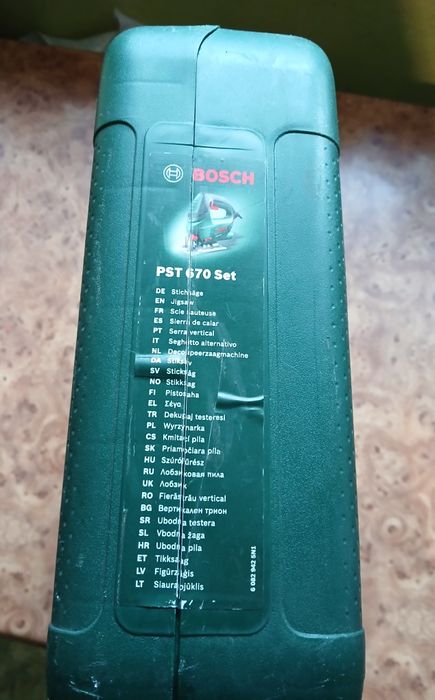 BOSCH
PST 670 Set
DE Stichsäge
EN Jigsaw
FR Scie sauteuse
ES Sierra de calar
PT Serra vertical
IT Seghetto alternativo
NL Decoupeerzaagmachine
DA Stiksav
SV Sticksåg
NO Stikksag
FI Pistosaha
EL Σέγα
TR Dekupaj testeresi
PL Wyrzynarka
CS Kmitací pila
SK Priamočiara píla
HU Szúrófűrész
RU Лобзиковая пила
UK Лобзик
RO Fierăstrău vertical
BG Вертикален трион
SR Ubodna testera
SL Vbodna žaga
HR Ubodna pila
ET Tikksaag
LV Figūrzāģis
LT Siaurapjūklis
6 082 942 5N1